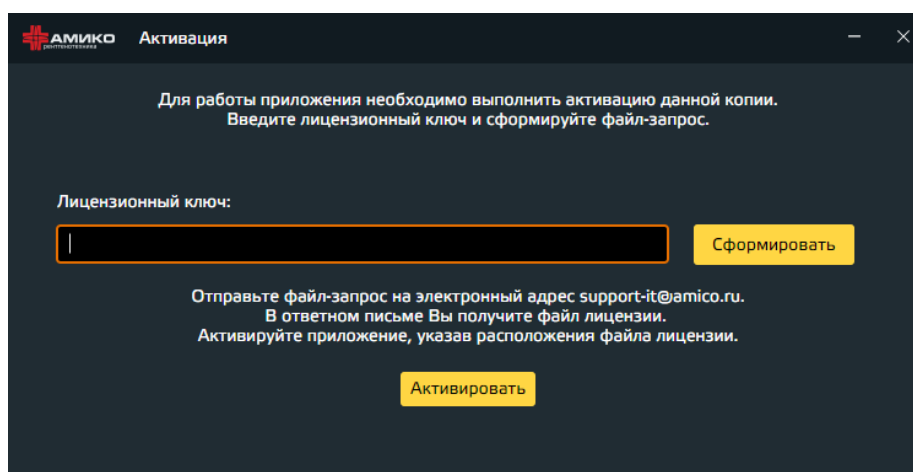 АМИКО
РЕНТГЕНОТЕХНИКА
Активация
Для работы приложения необходимо выполнить активацию данной копии.
Введите лицензионный ключ и сформируйте файл-запрос.
Лицензионный ключ:
Сформировать
Отправьте файл-запрос на электронный адрес support-it@amico.ru.
В ответном письме Вы получите файл лицензии.
Активируйте приложение, указав расположения файла лицензии.
Активировать